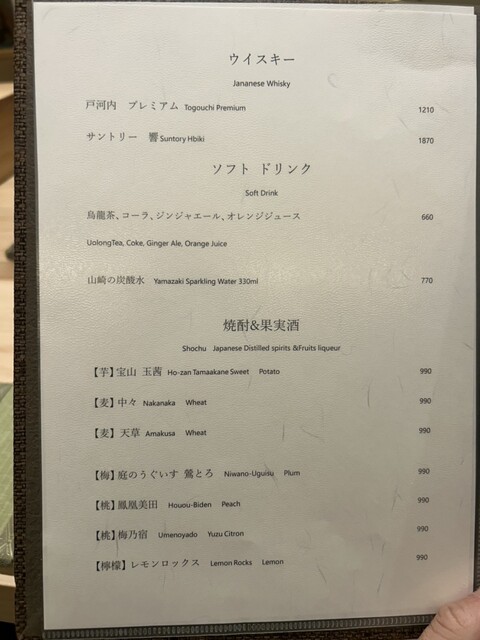 ウイスキー
Jananese Whisky
戸河内 プレミアム Togouchi Premium 1210
サントリー 響 Suntory Hbiki 1870
ソフト ドリンク
Soft Drink
烏龍茶、コーラ、ジンジャエール、オレンジジュース 660
UolongTea, Coke, Ginger Ale, Orange Juice
山崎の炭酸水 Yamazaki Sparkling Water 330ml 770
焼酎&果実酒
Shochu Japanese Distilled spirits &Fruits liqueur
【芋】宝山 玉茜 Ho-zan Tamaakane Sweet Potato 990
【麦】中々 Nakanaka Wheat 990
【麦】天草 Amakusa Wheat 990
【梅】庭のうぐいす 鶯とろ Niwano-Uguisu Plum 990
【桃】鳳凰美田 Houou-Biden Peach 990
【桃】梅乃宿 Umenoyado Yuzu Citron 990
【檸檬】レモンロックス Lemon Rocks Lemon 990